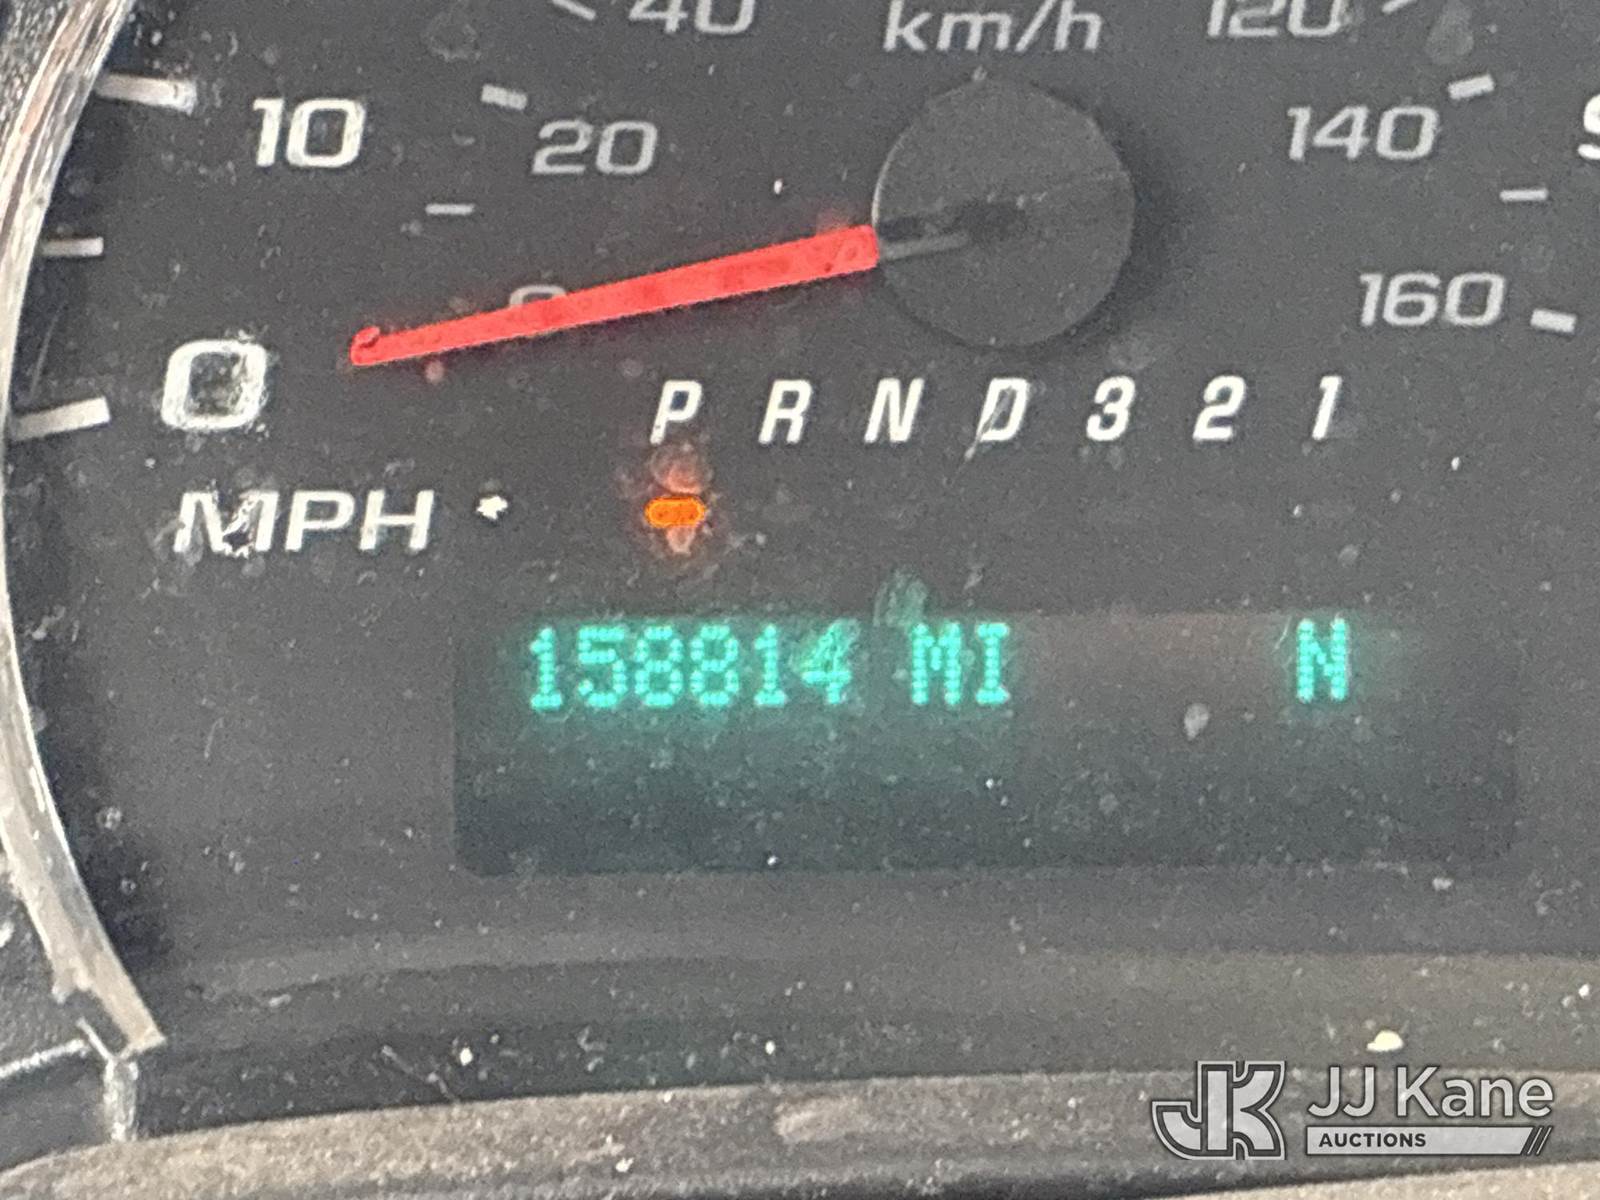 40 km/h 120
10 20 140
160
0
P R N D 3 2 1
MPH
158814 MI N
JJ Kane
AUCTIONS